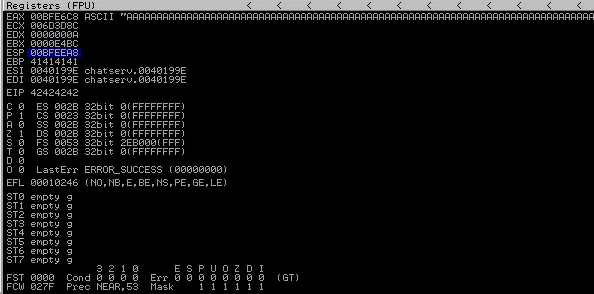 Registers (FPU) < < < < < < < < < <
EAX 00BFE6C8 ASCII "AAAAAAAAAAAAAAAAAAAAAAAAAAAAAAAAAAAAAAAAAAAAAAAAAAAAAAAAAAAAAAAAAAAAAAAAAAAAAA
ECX 006D3D8C
EDX 0000000A
EBX 0000E4BC
ESP 00BFEEA8
EBP 41414141
ESI 0040199E chatserv.0040199E
EDI 0040199E chatserv.0040199E
EIP 42424242
C 0 ES 002B 32bit 0(FFFFFFFF)
P 1 CS 0023 32bit 0(FFFFFFFF)
A 0 SS 002B 32bit 0(FFFFFFFF)
Z 1 DS 002B 32bit 0(FFFFFFFF)
S 0 FS 0053 32bit 2EB000(FFF)
T 0 GS 002B 32bit 0(FFFFFFFF)
D 0
O 0 LastErr ERROR_SUCCESS (00000000)
EFL 00010246 (NO,NB,E,BE,NS,PE,GE,LE)
ST0 empty g
ST1 empty g
ST2 empty g
ST3 empty g
ST4 empty g
ST5 empty g
ST6 empty g
ST7 empty g
3 2 1 0 E S P U O Z D I
FST 0000 Cond 0 0 0 0 Err 0 0 0 0 0 0 0 0 (GT)
FCW 027F Prec NEAR,53 Mask 1 1 1 1 1 1